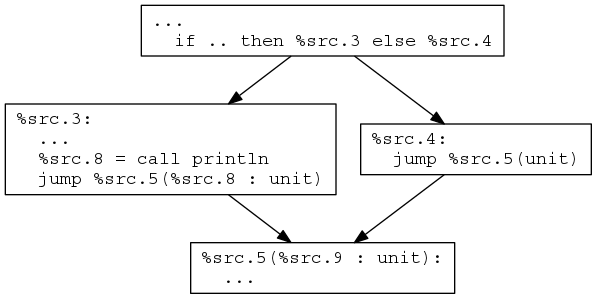 ...
if .. then %src.3 else %src.4
%src.3:
...
%src.8 = call println
jump %src.5(%src.8 : unit)
%src.4:
jump %src.5(unit)
%src.5(%src.9 : unit):
...